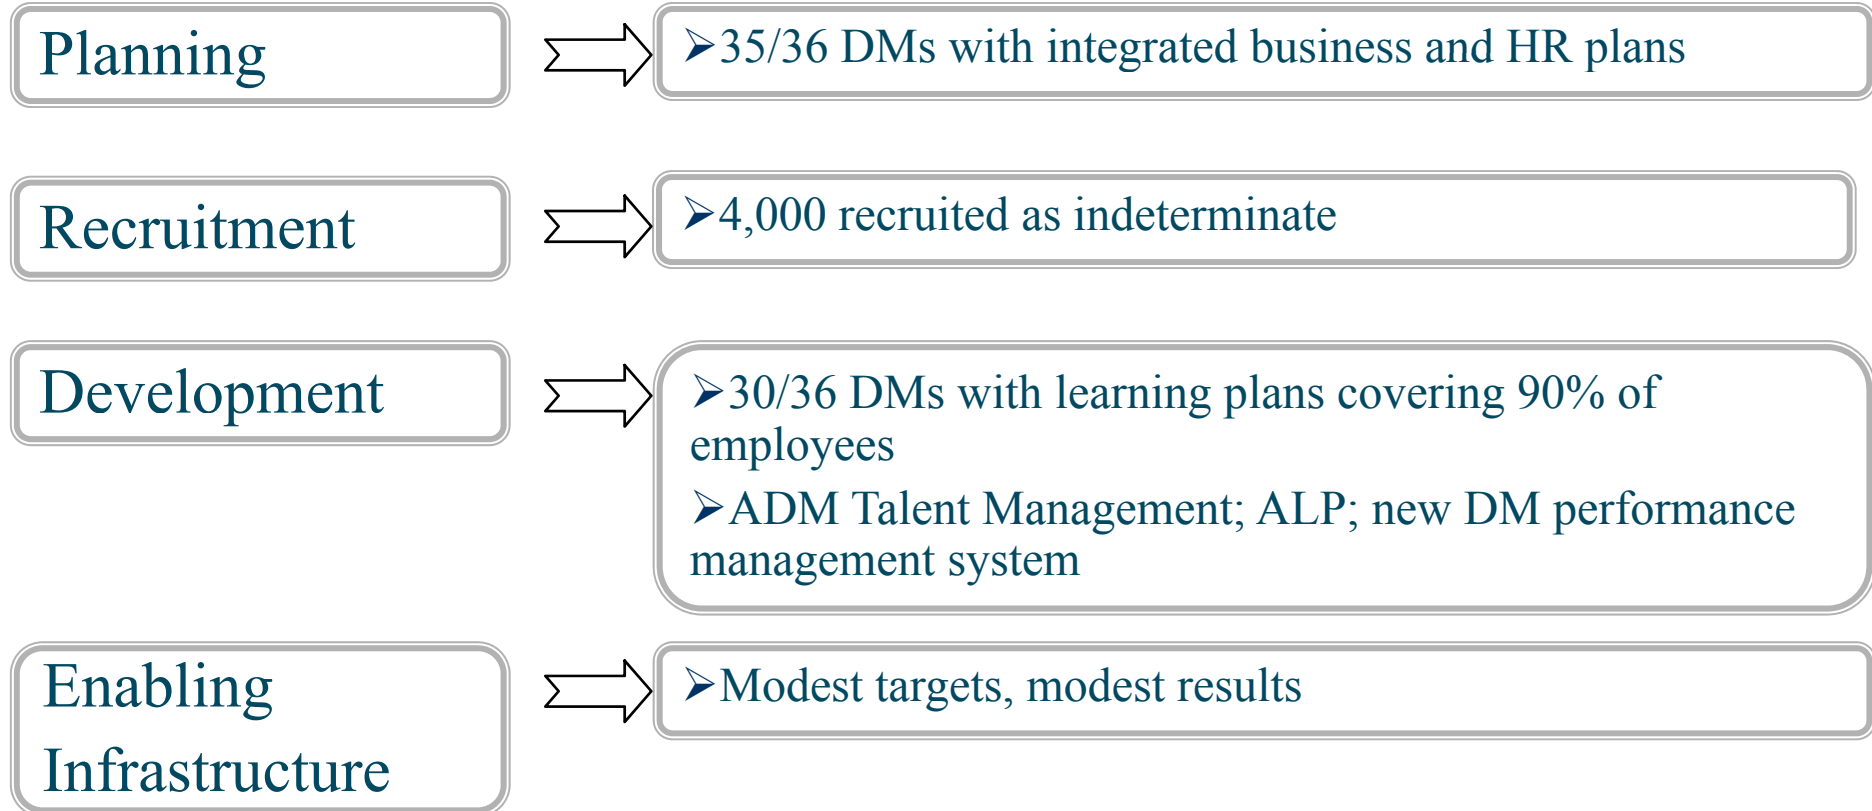 Planning
➢35/36 DMs with integrated business and HR plans
Recruitment
➢4,000 recruited as indeterminate
Development
➢30/36 DMs with learning plans covering 90% of
employees
➢ADM Talent Management; ALP; new DM performance
management system
Enabling
Infrastructure
➢Modest targets, modest results